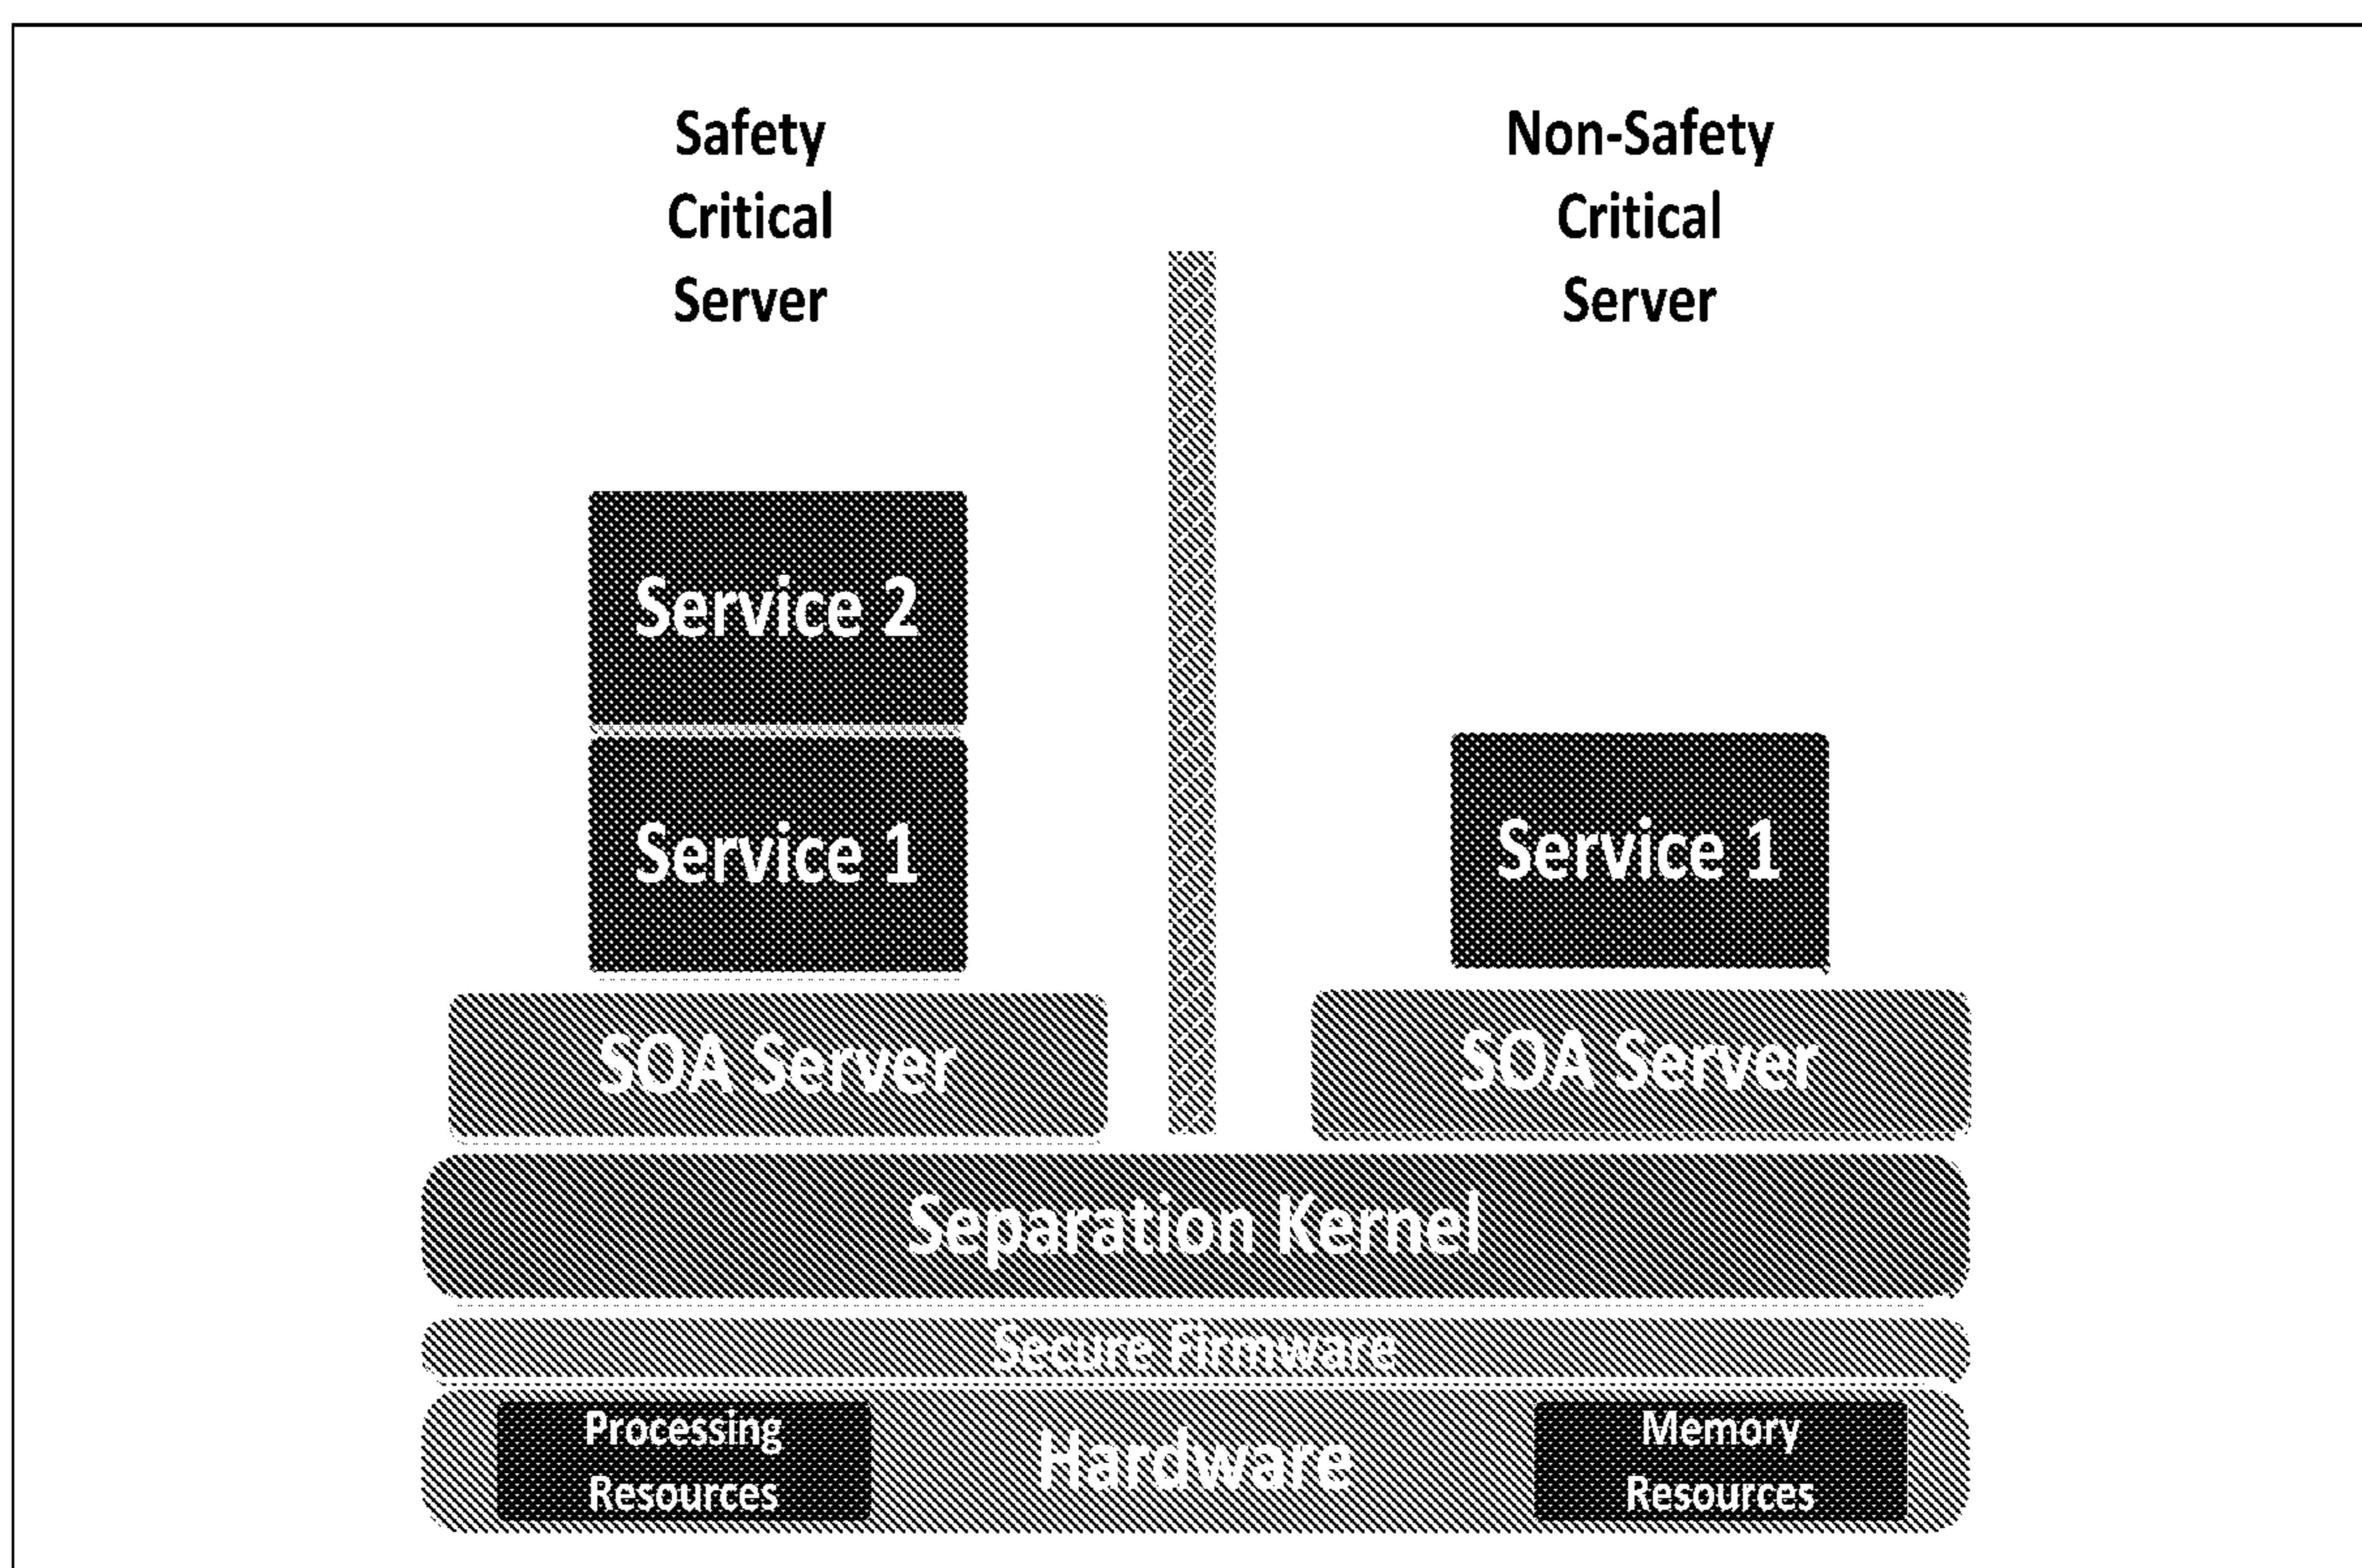 Safety
Critical
Server
Non-Safety
Critical
Server
Service 2
Service 1
Service 1
SOA Server
SOA Server
Separation Kernel
Secure Firmware
Processing
Resources
Hardware
Memory
Resources